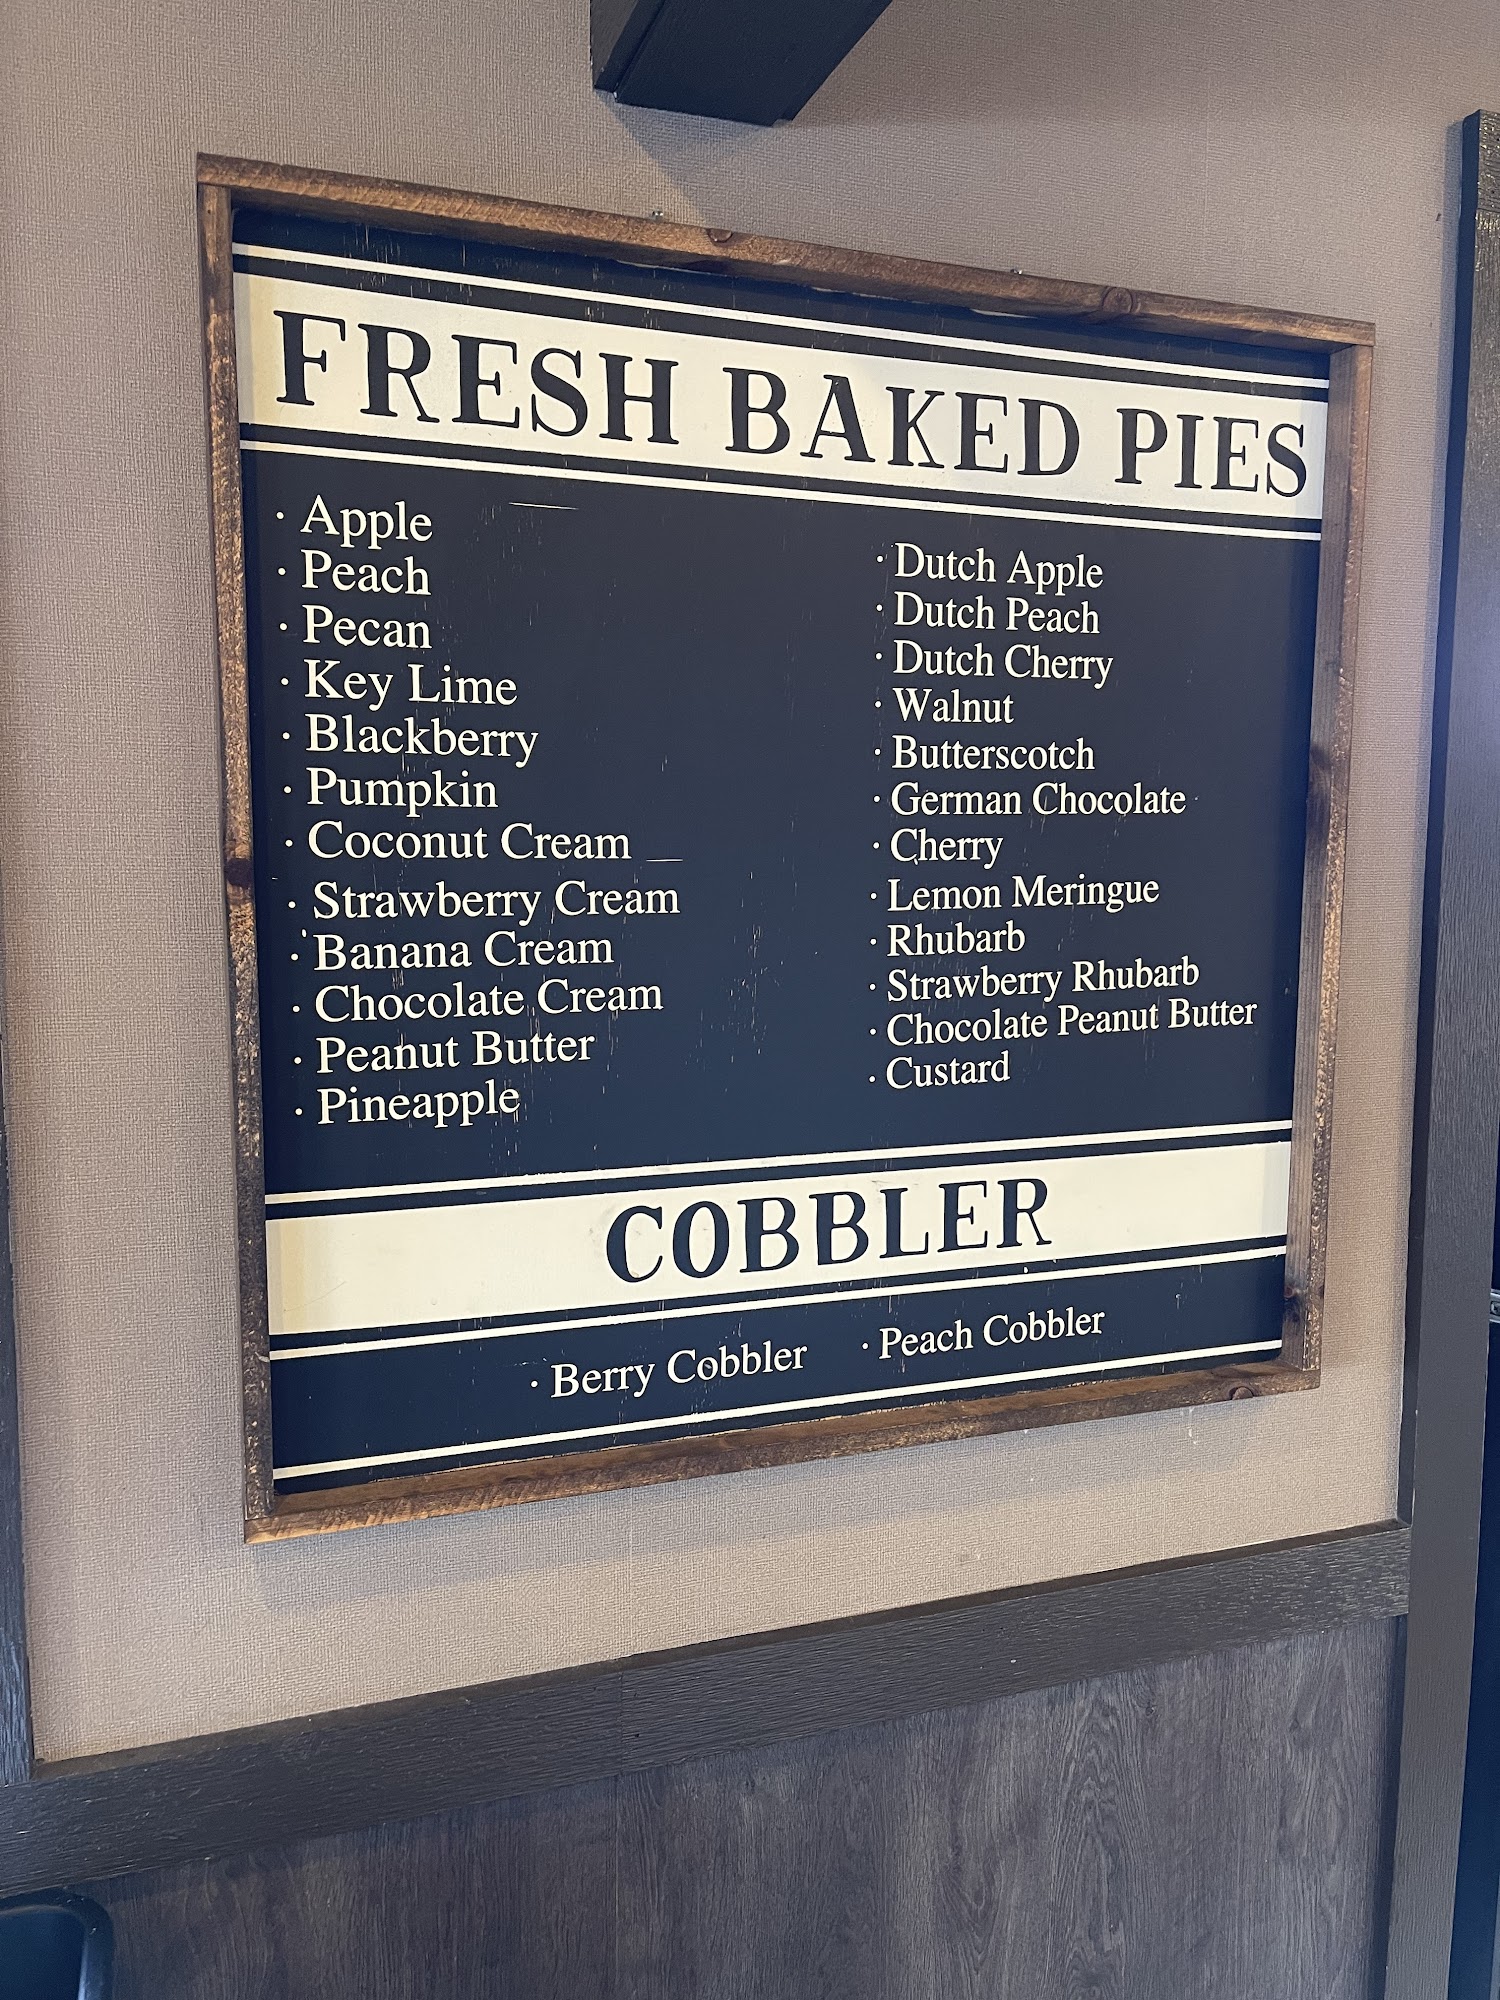 FRESH BAKED PIES
· Apple
· Peach
· Pecan
· Key Lime
· Blackberry
· Pumpkin
· Coconut Cream
· Strawberry Cream
· Banana Cream
· Chocolate Cream
· Peanut Butter
· Pineapple
· Dutch Apple
· Dutch Peach
· Dutch Cherry
· Walnut
· Butterscotch
· German Chocolate
· Cherry
· Lemon Meringue
· Rhubarb
· Strawberry Rhubarb
· Chocolate Peanut Butter
· Custard
COBBLER
· Berry Cobbler · Peach Cobbler